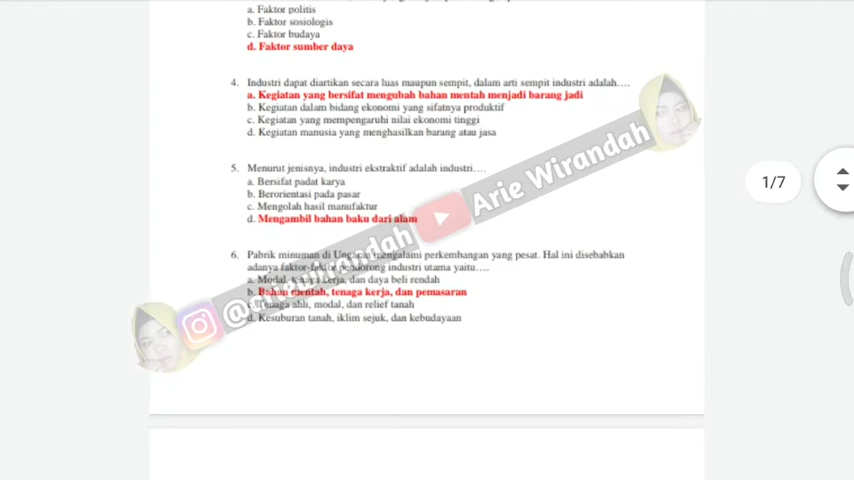 a. Faktor politis
b. Faktor sosiologis
c. Faktor budaya
d. Faktor sumber daya
4. Industri dapat diartikan secara luas maupun sempit, dalam arti sempit industri adalah….
a. Kegiatan yang bersifat mengubah bahan mentah menjadi barang jadi
b. Kegiatan dalam bidang ekonomi yang sifatnya produktif
c. Kegiatan yang mempengaruhi nilai ekonomi tinggi
d. Kegiatan manusia yang menghasilkan barang atau jasa
5. Menurut jenisnya, industri ekstraktif adalah industri….
a. Bersifat padat karya
b. Berorientasi pada pasar
c. Mengolah hasil manufaktur
d. Mengambil bahan baku dari alam
6. Pabrik minuman di Ungaran mengalami perkembangan yang pesat. Hal ini disebabkan
adanya faktor-faktor pendorong industri utama yaitu….
a. Modal, tenaga kerja, dan daya beli rendah
b. Bahan mentah, tenaga kerja, dan pemasaran
c. Tenaga ahli, modal, dan relief tanah
d. Kesuburan tanah, iklim sejuk, dan kebudayaan
@ariewirandah
Arie Wirandah
1/7